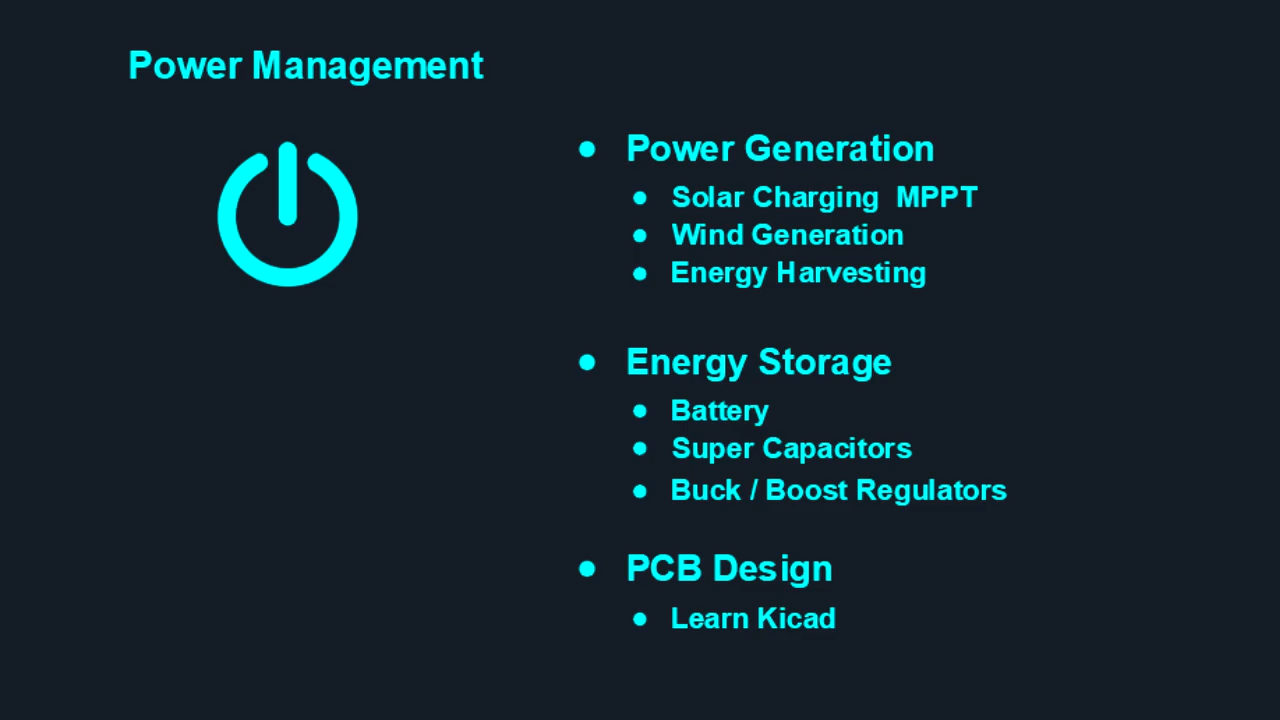 Power Management
• Power Generation
• Solar Charging  MPPT
• Wind Generation
• Energy Harvesting
• Energy Storage
• Battery
• Super Capacitors
• Buck / Boost Regulators
• PCB Design
• Learn Kicad